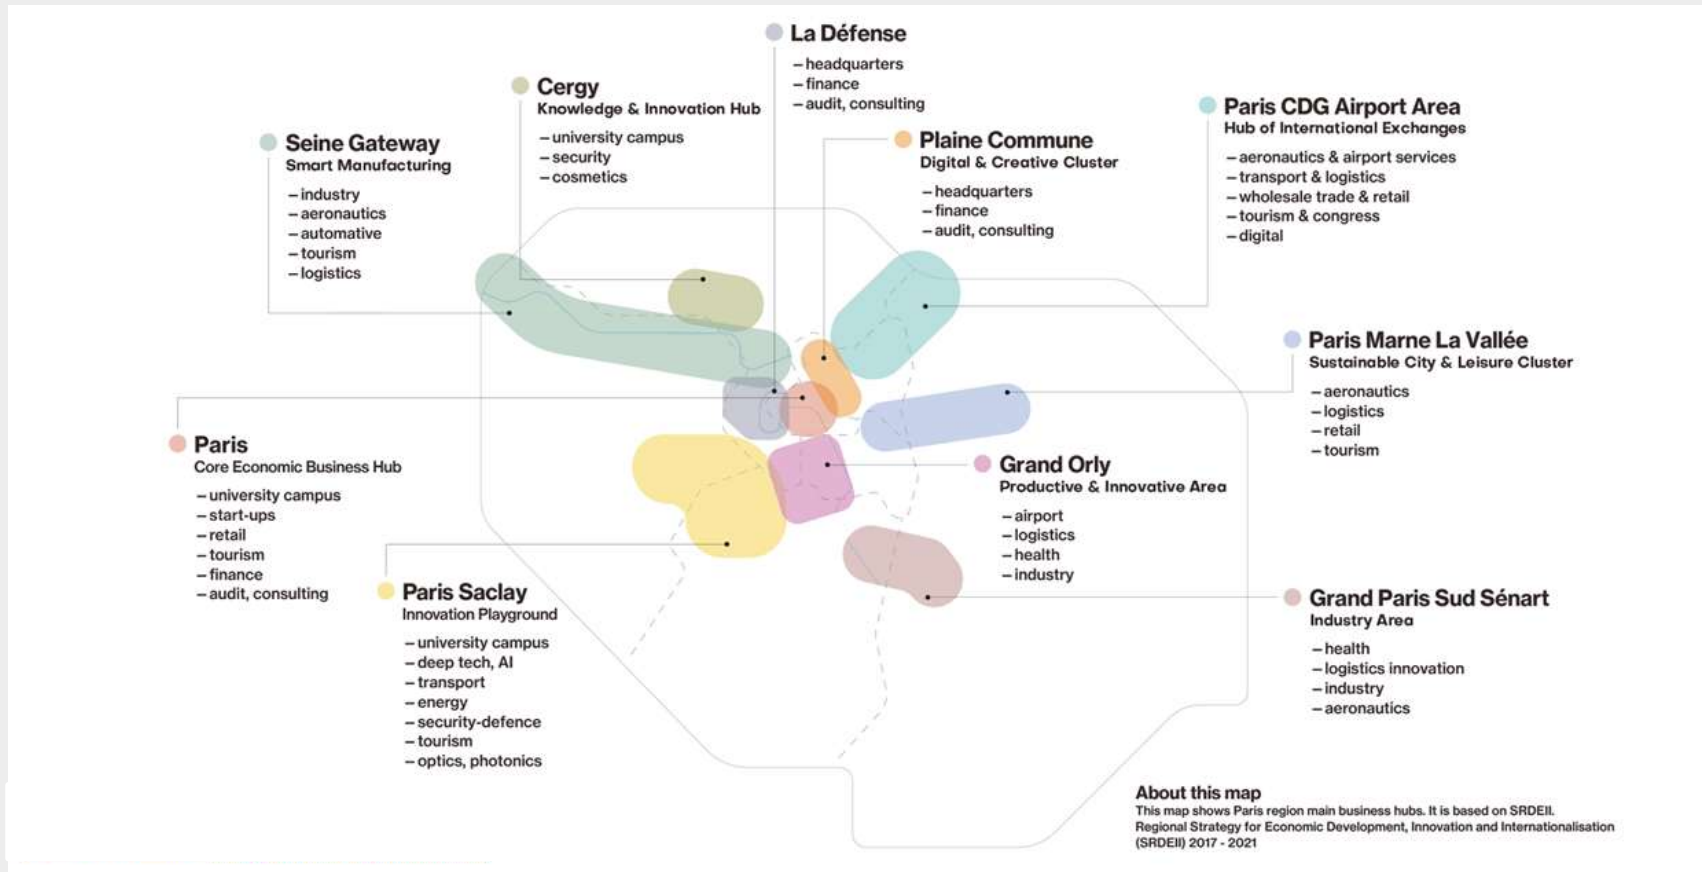 La Défense
– headquarters
– finance
– audit, consulting
Cergy
Knowledge & Innovation Hub
– university campus
– security
– cosmetics
Seine Gateway
Smart Manufacturing
– industry
– aeronautics
– automative
– tourism
– logistics
Plaine Commune
Digital & Creative Cluster
– headquarters
– finance
– audit, consulting
Paris CDG Airport Area
Hub of International Exchanges
– aeronautics & airport services
– transport & logistics
– wholesale trade & retail
– tourism & congress
– digital
Paris Marne La Vallée
Sustainable City & Leisure Cluster
– aeronautics
– logistics
– retail
– tourism
Paris
Core Economic Business Hub
– university campus
– start-ups
– retail
– tourism
– finance
– audit, consulting
Grand Orly
Productive & Innovative Area
– airport
– logistics
– health
– industry
Paris Saclay
Innovation Playground
– university campus
– deep tech, AI
– transport
– energy
– security-defence
– tourism
– optics, photonics
Grand Paris Sud Sénart
Industry Area
– health
– logistics innovation
– industry
– aeronautics
About this map
This map shows Paris region main business hubs. It is based on SRDEII.
Regional Strategy for Economic Development, Innovation and Internationalisation
(SRDEII) 2017 - 2021